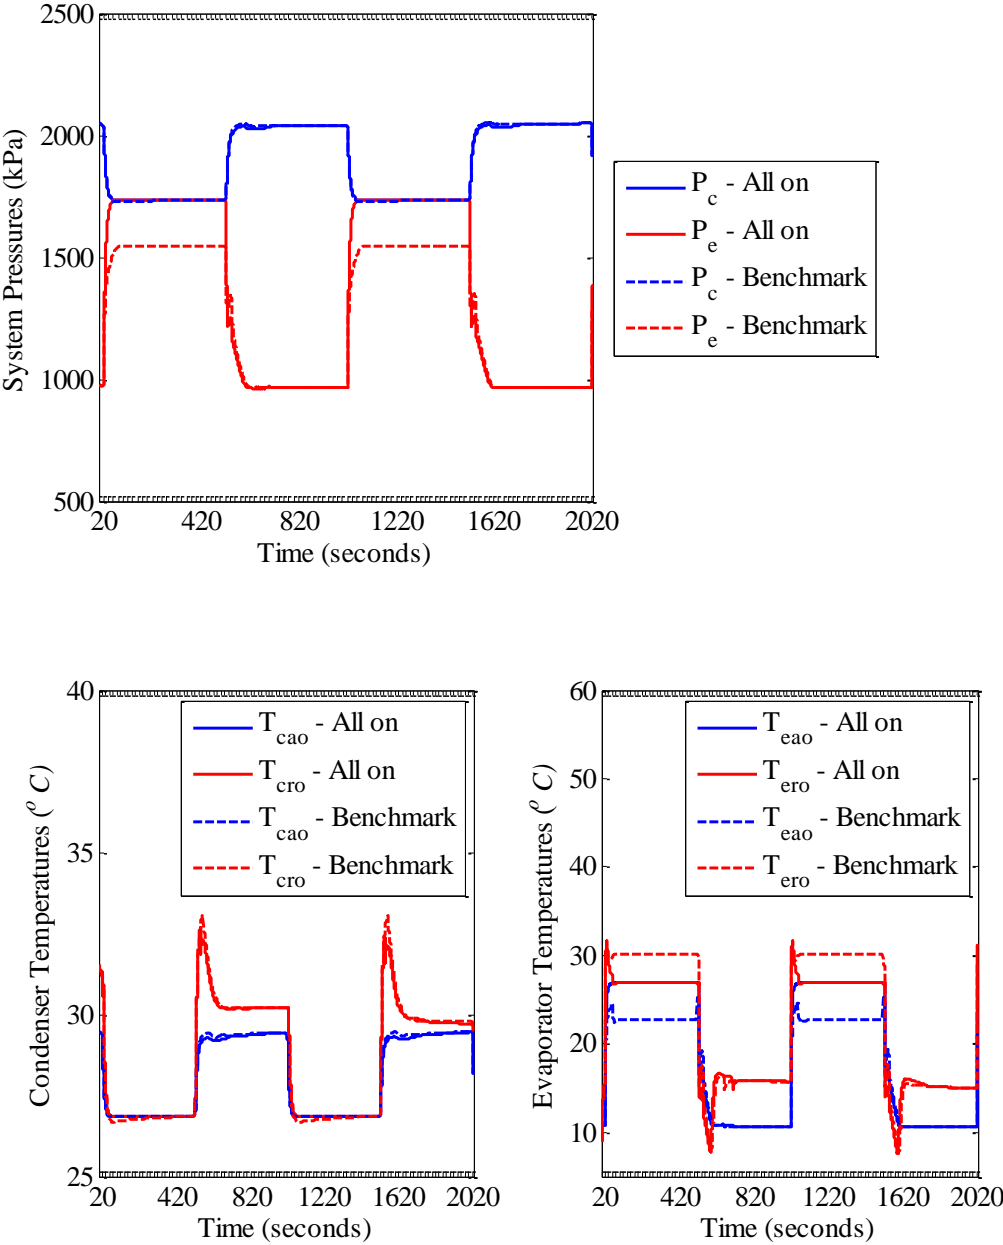 2500
2000
1500
1000
500
System Pressures (kPa)
20 420 820 1220 1620 2020
Time (seconds)
P_c - All on
P_e - All on
P_c - Benchmark
P_e - Benchmark
40
35
30
25
Condenser Temperatures (° C)
20 420 820 1220 1620 2020
Time (seconds)
T_cao - All on
T_cro - All on
T_cao - Benchmark
T_cro - Benchmark
60
50
40
30
20
10
Evaporator Temperatures (° C)
20 420 820 1220 1620 2020
Time (seconds)
T_eao - All on
T_ero - All on
T_eao - Benchmark
T_ero - Benchmark